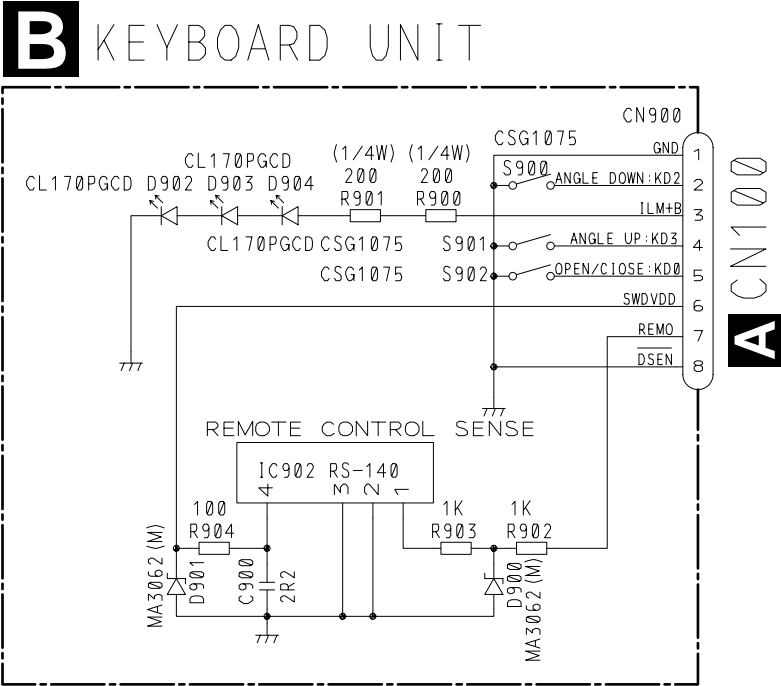 B KEYBOARD UNIT
CN900
CSG1075
GND 1
S900
ANGLE DOWN:KD2 2
(1/4W) (1/4W)
CL170PGCD
200 200
CL170PGCD D902 D903 D904
R901 R900
ILM+B 3
CL170PGCD CSG1075 S901
ANGLE UP:KD3 4
CSG1075 S902
OPEN/CIOSE:KD0 5
SWDVDD 6
REMO 7
DSEN 8
A CN100
REMOTE CONTROL SENSE
IC902 RS-140
4 3 2 1
100
R904
1K 1K
R903 R902
MA3062(M)
D901
C900
2R2
D900
MA3062(M)